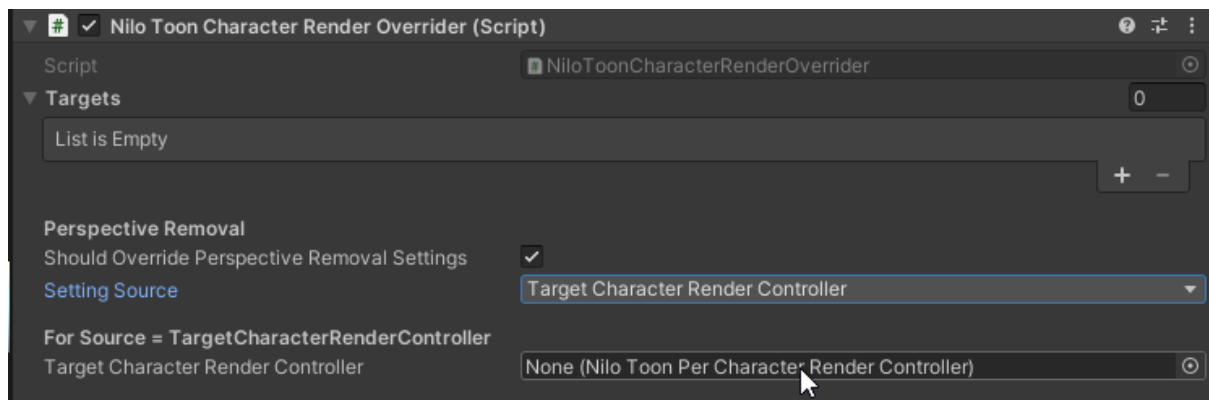 Nilo Toon Character Render Overrider (Script)
Script NiloToonCharacterRenderOverrider
Targets 0
List is Empty
+ −
Perspective Removal
Should Override Perspective Removal Settings
Setting Source Target Character Render Controller
For Source = TargetCharacterRenderController
Target Character Render Controller None (Nilo Toon Per Character Render Controller)